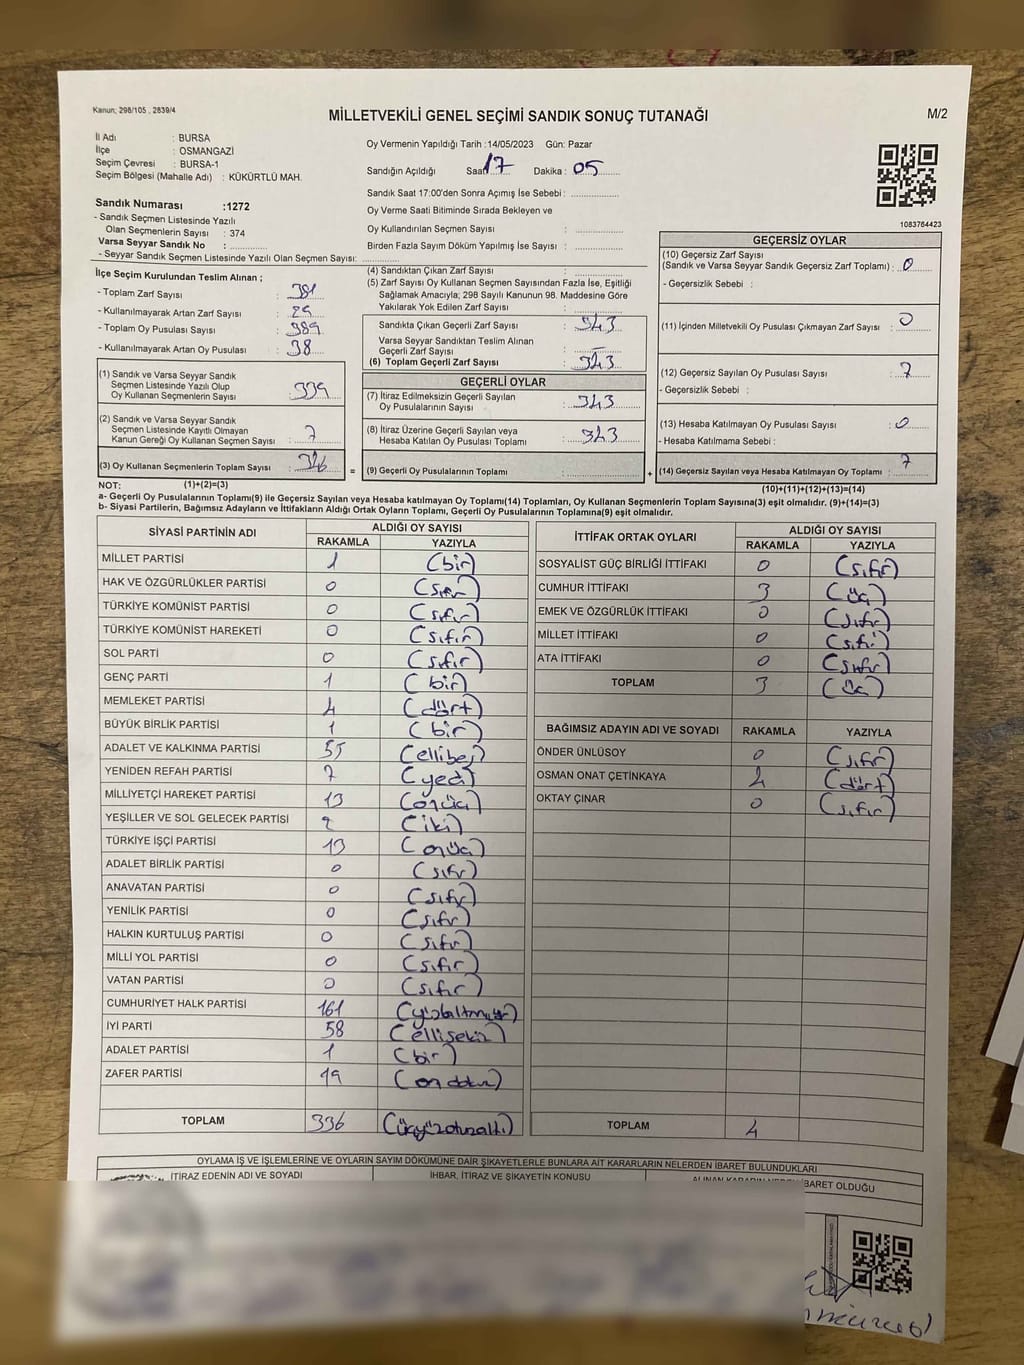 Kanun; 298/105 , 2839/4
MİLLETVEKİLİ GENEL SEÇİMİ SANDIK SONUÇ TUTANAĞI
M/2
İl Adı : BURSA
İlçe : OSMANGAZİ
Seçim Çevresi : BURSA-1
Seçim Bölgesi (Mahalle Adı) : KÜKÜRTLÜ MAH.
Oy Vermenin Yapıldığı Tarih :14/05/2023 Gün: Pazar
Sandığın Açıldığı Saat 17 Dakika : 05
Sandık Saat 17:00'den Sonra Açmış İse Sebebi :
Oy Verme Saati Bitiminde Sırada Bekleyen ve
Oy Kullandırılan Seçmen Sayısı :
Birden Fazla Sayım Döküm Yapılmış İse Sayısı :
1083764423
Sandık Numarası :1272
- Sandık Seçmen Listesinde Yazılı
Olan Seçmenlerin Sayısı : 374
Varsa Seyyar Sandık No :
- Seyyar Sandık Seçmen Listesinde Yazılı Olan Seçmen Sayısı:
İlçe Seçim Kurulundan Teslim Alınan ;
- Toplam Zarf Sayısı : 381
- Kullanılmayarak Artan Zarf Sayısı :
- Toplam Oy Pusulası Sayısı : 389
- Kullanılmayarak Artan Oy Pusulası : 38
(1) Sandık ve Varsa Seyyar Sandık
Seçmen Listesinde Yazılı Olup
Oy Kullanan Seçmenlerin Sayısı : 339
(2) Sandık ve Varsa Seyyar Sandık
Seçmen Listesinde Kayıtlı Olmayan
Kanun Gereği Oy Kullanan Seçmen Sayısı : 7
(3) Oy Kullanan Seçmenlerin Toplam Sayısı :
(4) Sandıktan Çıkan Zarf Sayısı :
(5) Zarf Sayısı Oy Kullanan Seçmen Sayısından Fazla İse, Eşitliği
Sağlamak Amacıyla; 298 Sayılı Kanunun 98. Maddesine Göre
Yakılarak Yok Edilen Zarf Sayısı :
Sandıkta Çıkan Geçerli Zarf Sayısı : 343
Varsa Seyyar Sandıktan Teslim Alınan
Geçerli Zarf Sayısı : —
(6) Toplam Geçerli Zarf Sayısı : 343
GEÇERLİ OYLAR
(7) İtiraz Edilmeksizin Geçerli Sayılan
Oy Pusulalarının Sayısı : 343
(8) İtiraz Üzerine Geçerli Sayılan veya
Hesaba Katılan Oy Pusulası Toplamı : 343
= (9) Geçerli Oy Pusulalarının Toplamı : +
GEÇERSİZ OYLAR
(10) Geçersiz Zarf Sayısı
(Sandık ve Varsa Seyyar Sandık Geçersiz Zarf Toplamı) : 0
- Geçersizlik Sebebi :
(11) İçinden Milletvekili Oy Pusulası Çıkmayan Zarf Sayısı : 0
(12) Geçersiz Sayılan Oy Pusulası Sayısı : 7
- Geçersizlik Sebebi :
(13) Hesaba Katılmayan Oy Pusulası Sayısı : 0
- Hesaba Katılmama Sebebi :
(14) Geçersiz Sayılan veya Hesaba Katılmayan Oy Toplamı : 7
NOT: (1)+(2)=(3)
(10)+(11)+(12)+(13)=(14)
a- Geçerli Oy Pusulalarının Toplamı(9) ile Geçersiz Sayılan veya Hesaba katılmayan Oy Toplamı(14) Toplamları, Oy Kullanan Seçmenlerin Toplam Sayısına(3) eşit olmalıdır. (9)+(14)=(3)
b- Siyasi Partilerin, Bağımsız Adayların ve İttifakların Aldığı Ortak Oyların Toplamı, Geçerli Oy Pusulalarının Toplamına(9) eşit olmalıdır.
SİYASİ PARTİNİN ADI ALDIĞI OY SAYISI
RAKAMLA YAZIYLA
MİLLET PARTİSİ 1 (bir)
HAK VE ÖZGÜRLÜKLER PARTİSİ 0 (sıfır)
TÜRKİYE KOMÜNİST PARTİSİ 0 (sıfır)
TÜRKİYE KOMÜNİST HAREKETİ 0 (sıfır)
SOL PARTİ 0 (sıfır)
GENÇ PARTİ 1 (bir)
MEMLEKET PARTİSİ 4 (dört)
BÜYÜK BİRLİK PARTİSİ 1 (bir)
ADALET VE KALKINMA PARTİSİ 55 (ellibeş)
YENİDEN REFAH PARTİSİ 7 (yedi)
MİLLİYETÇİ HAREKET PARTİSİ 13 (onüç)
YEŞİLLER VE SOL GELECEK PARTİSİ 2 (iki)
TÜRKİYE İŞÇİ PARTİSİ 13 (onüç)
ADALET BİRLİK PARTİSİ 0 (sıfır)
ANAVATAN PARTİSİ 0 (sıfır)
YENİLİK PARTİSİ 0 (sıfır)
HALKIN KURTULUŞ PARTİSİ 0 (sıfır)
MİLLİ YOL PARTİSİ 0 (sıfır)
VATAN PARTİSİ 0 (sıfır)
CUMHURİYET HALK PARTİSİ 161 (yüzaltmışbir)
İYİ PARTİ 58 (ellisekiz)
ADALET PARTİSİ 1 (bir)
ZAFER PARTİSİ 19 (ondokuz)
TOPLAM 336 (üçyüzotuzaltı)
İTTİFAK ORTAK OYLARI ALDIĞI OY SAYISI
RAKAMLA YAZIYLA
SOSYALİST GÜÇ BİRLİĞİ İTTİFAKI 0 (sıfır)
CUMHUR İTTİFAKI 3 (üç)
EMEK VE ÖZGÜRLÜK İTTİFAKI 0 (sıfır)
MİLLET İTTİFAKI 0 (sıfır)
ATA İTTİFAKI 0 (sıfır)
TOPLAM 3 (üç)
BAĞIMSIZ ADAYIN ADI VE SOYADI RAKAMLA YAZIYLA
ÖNDER ÜNLÜSOY 0 (sıfır)
OSMAN ONAT ÇETİNKAYA 4 (dört)
OKTAY ÇINAR 0 (sıfır)
TOPLAM 4
OYLAMA İŞ VE İŞLEMLERİNE VE OYLARIN SAYIM DÖKÜMÜNE DAİR ŞİKAYETLERLE BUNLARA AİT KARARLARIN NELERDEN İBARET BULUNDUKLARI
İTİRAZ EDENİN ADI VE SOYADI İHBAR, İTİRAZ VE ŞİKAYETİN KONUSU ALINAN KARARIN NEDEN İBARET OLDUĞU